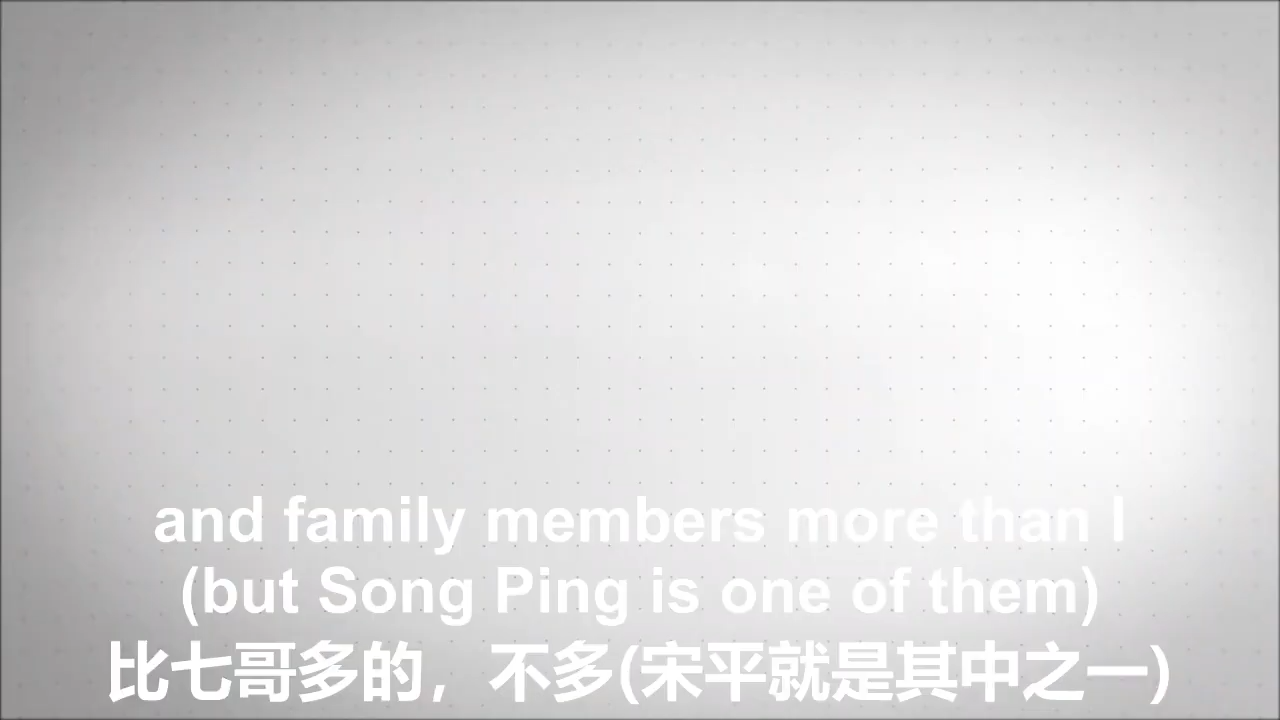 and family members more than I
(but Song Ping is one of them)
比七哥多的，不多(宋平就是其中之一)